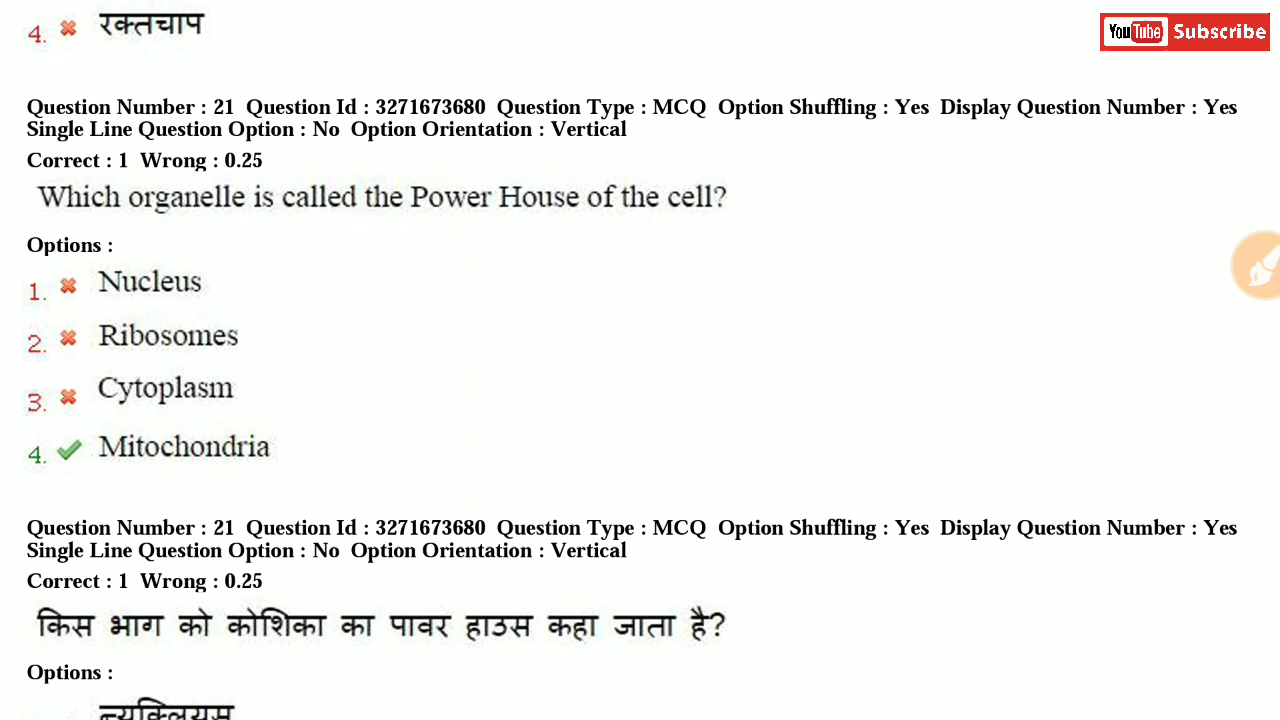 4. रक्तचाप
YouTube Subscribe
Question Number : 21 Question Id : 3271673680 Question Type : MCQ Option Shuffling : Yes Display Question Number : Yes
Single Line Question Option : No Option Orientation : Vertical
Correct : 1 Wrong : 0.25
Which organelle is called the Power House of the cell?
Options :
1. Nucleus
2. Ribosomes
3. Cytoplasm
4. Mitochondria
Question Number : 21 Question Id : 3271673680 Question Type : MCQ Option Shuffling : Yes Display Question Number : Yes
Single Line Question Option : No Option Orientation : Vertical
Correct : 1 Wrong : 0.25
किस भाग को कोशिका का पावर हाउस कहा जाता है?
Options :
न्यूक्लियस